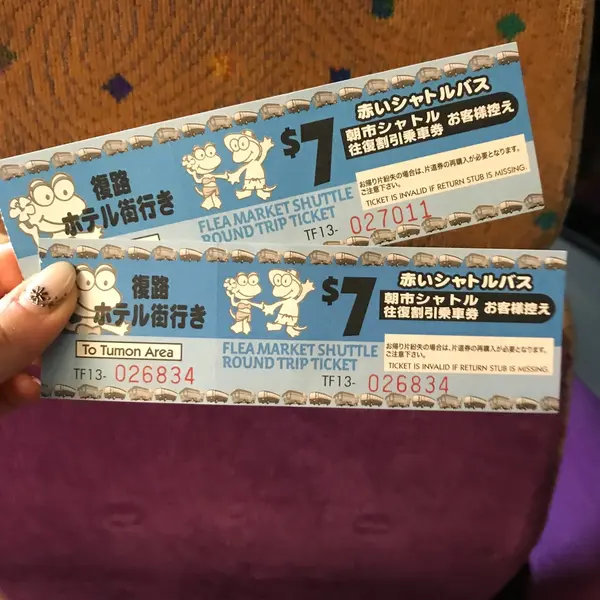 復路
ホテル街行き
$7
赤いシャトルバス
朝市シャトル
往復割引乗車券
お客様控え
FLEA MARKET SHUTTLE
ROUND TRIP TICKET
お帰り片紛失の場合は、片道券の再購入が必要となります。
ご注意下さい。
TICKET IS INVALID IF RETURN STUB IS MISSING.
TF13- 027011
復路
ホテル街行き
To Tumon Area
TF13- 026834
$7
赤いシャトルバス
朝市シャトル
往復割引乗車券
お客様控え
FLEA MARKET SHUTTLE
ROUND TRIP TICKET
お帰り片紛失の場合は、片道券の再購入が必要となります。
ご注意下さい。
TICKET IS INVALID IF RETURN STUB IS MISSING.
TF13- 026834